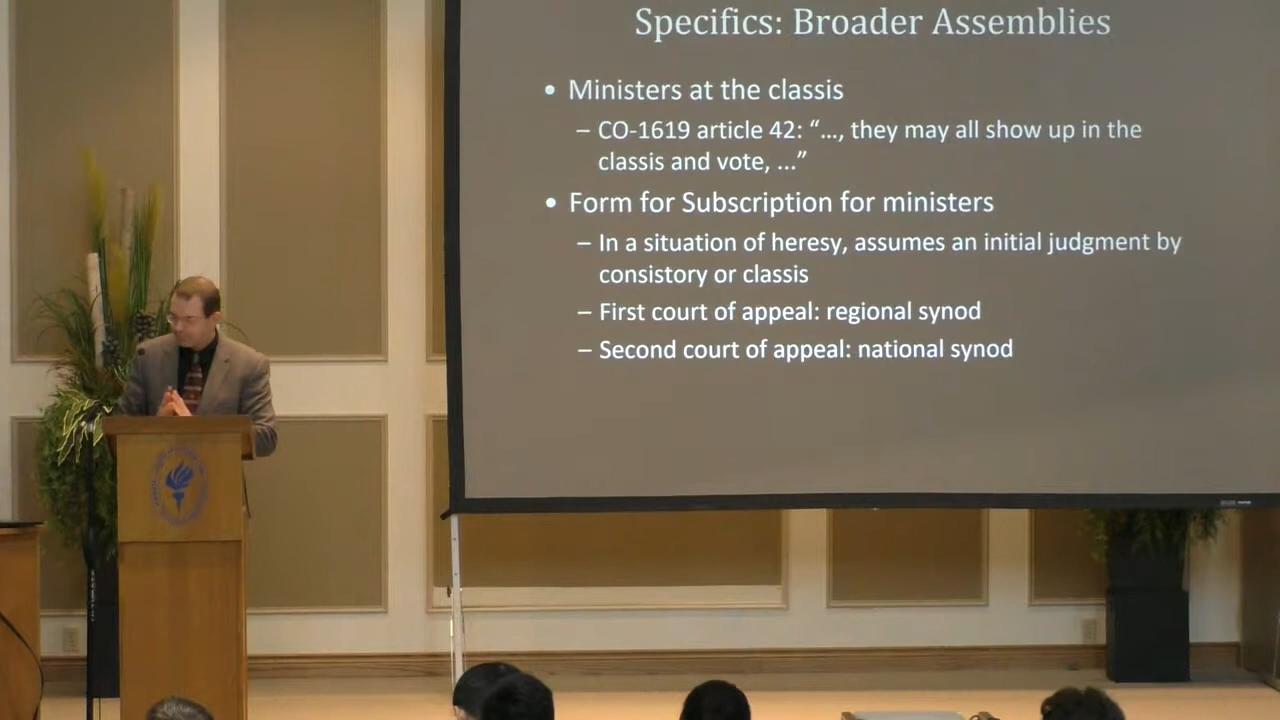 Specifics: Broader Assemblies
• Ministers at the classis
– CO-1619 article 42: “…, they may all show up in the
classis and vote, ...”
• Form for Subscription for ministers
– In a situation of heresy, assumes an initial judgment by
consistory or classis
– First court of appeal: regional synod
– Second court of appeal: national synod